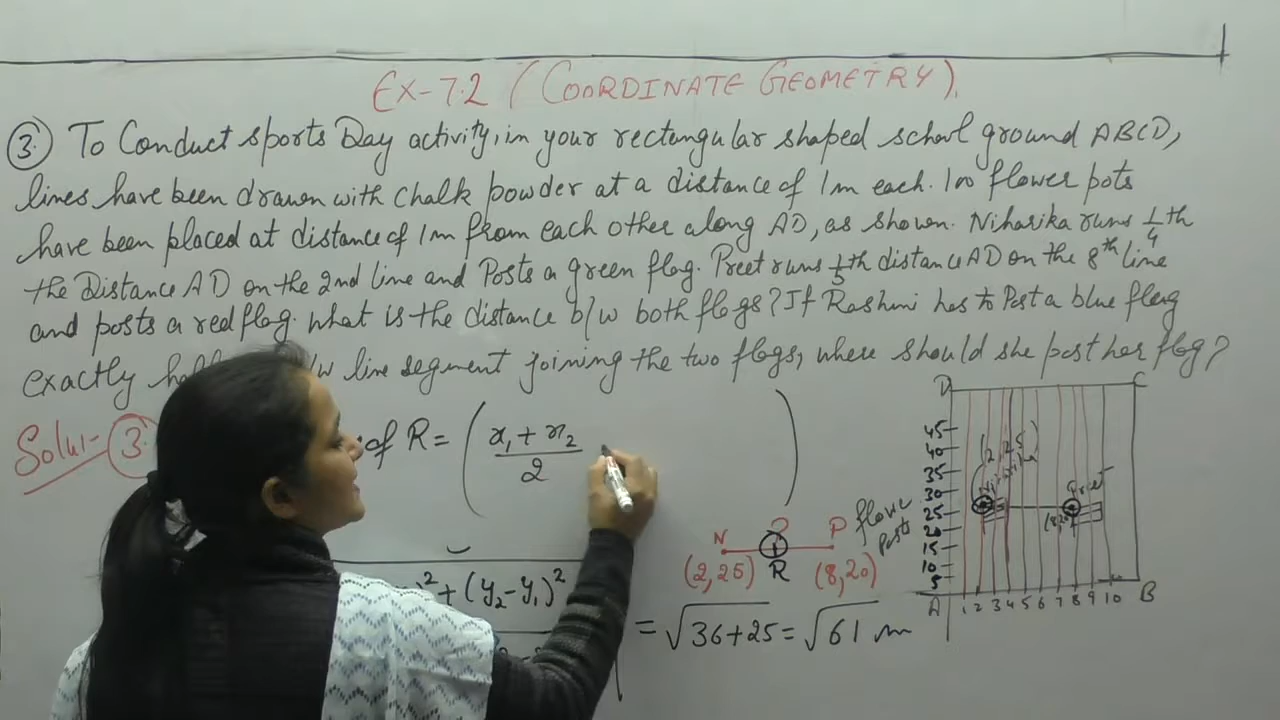 EX-7.2 (COORDINATE GEOMETRY).
3. To Conduct sports Day activity, in your rectangular shaped school ground ABCD,
lines have been drawn with chalk powder at a distance of 1m each. 100 flower pots
have been placed at distance of 1m from each other along AD, as shown. Niharika runs 1/4 th
the Distance AD on the 2nd line and Posts a green flag. Preet runs 1/5th distance AD on the 8th line
and posts a red flag. What is the distance b/w both flags? If Rashmi has to Post a blue flag
exactly line segment joining the two flags, where should she post her flag?
Solu:- 3.
of R = ( x₁ + x₂ / 2 )
N ? P
(2,25) R (8,20)
² + (y₂-y₁)²
= √36+25 = √61 m
flower
pots
D C
45
40
35
30
25
20
15
10
5
(2,25)
Preet
(8,20)
A 1 2 3 4 5 6 7 8 9 10 B